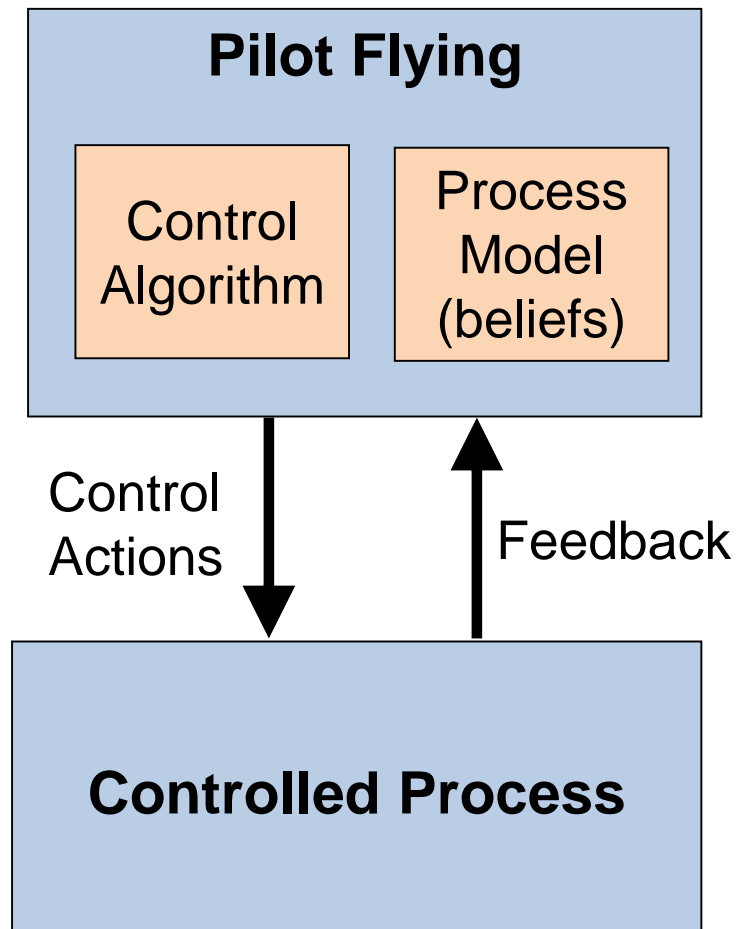 Pilot Flying
Control
Algorithm
Process
Model
(beliefs)
Control
Actions
Feedback
Controlled Process